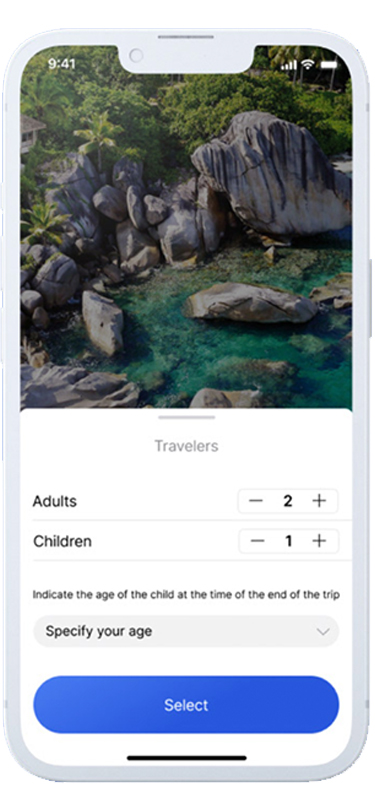 9:41
Travelers
Adults
2
Children
1
Indicate the age of the child at the time of the end of the trip
Specify your age
Select